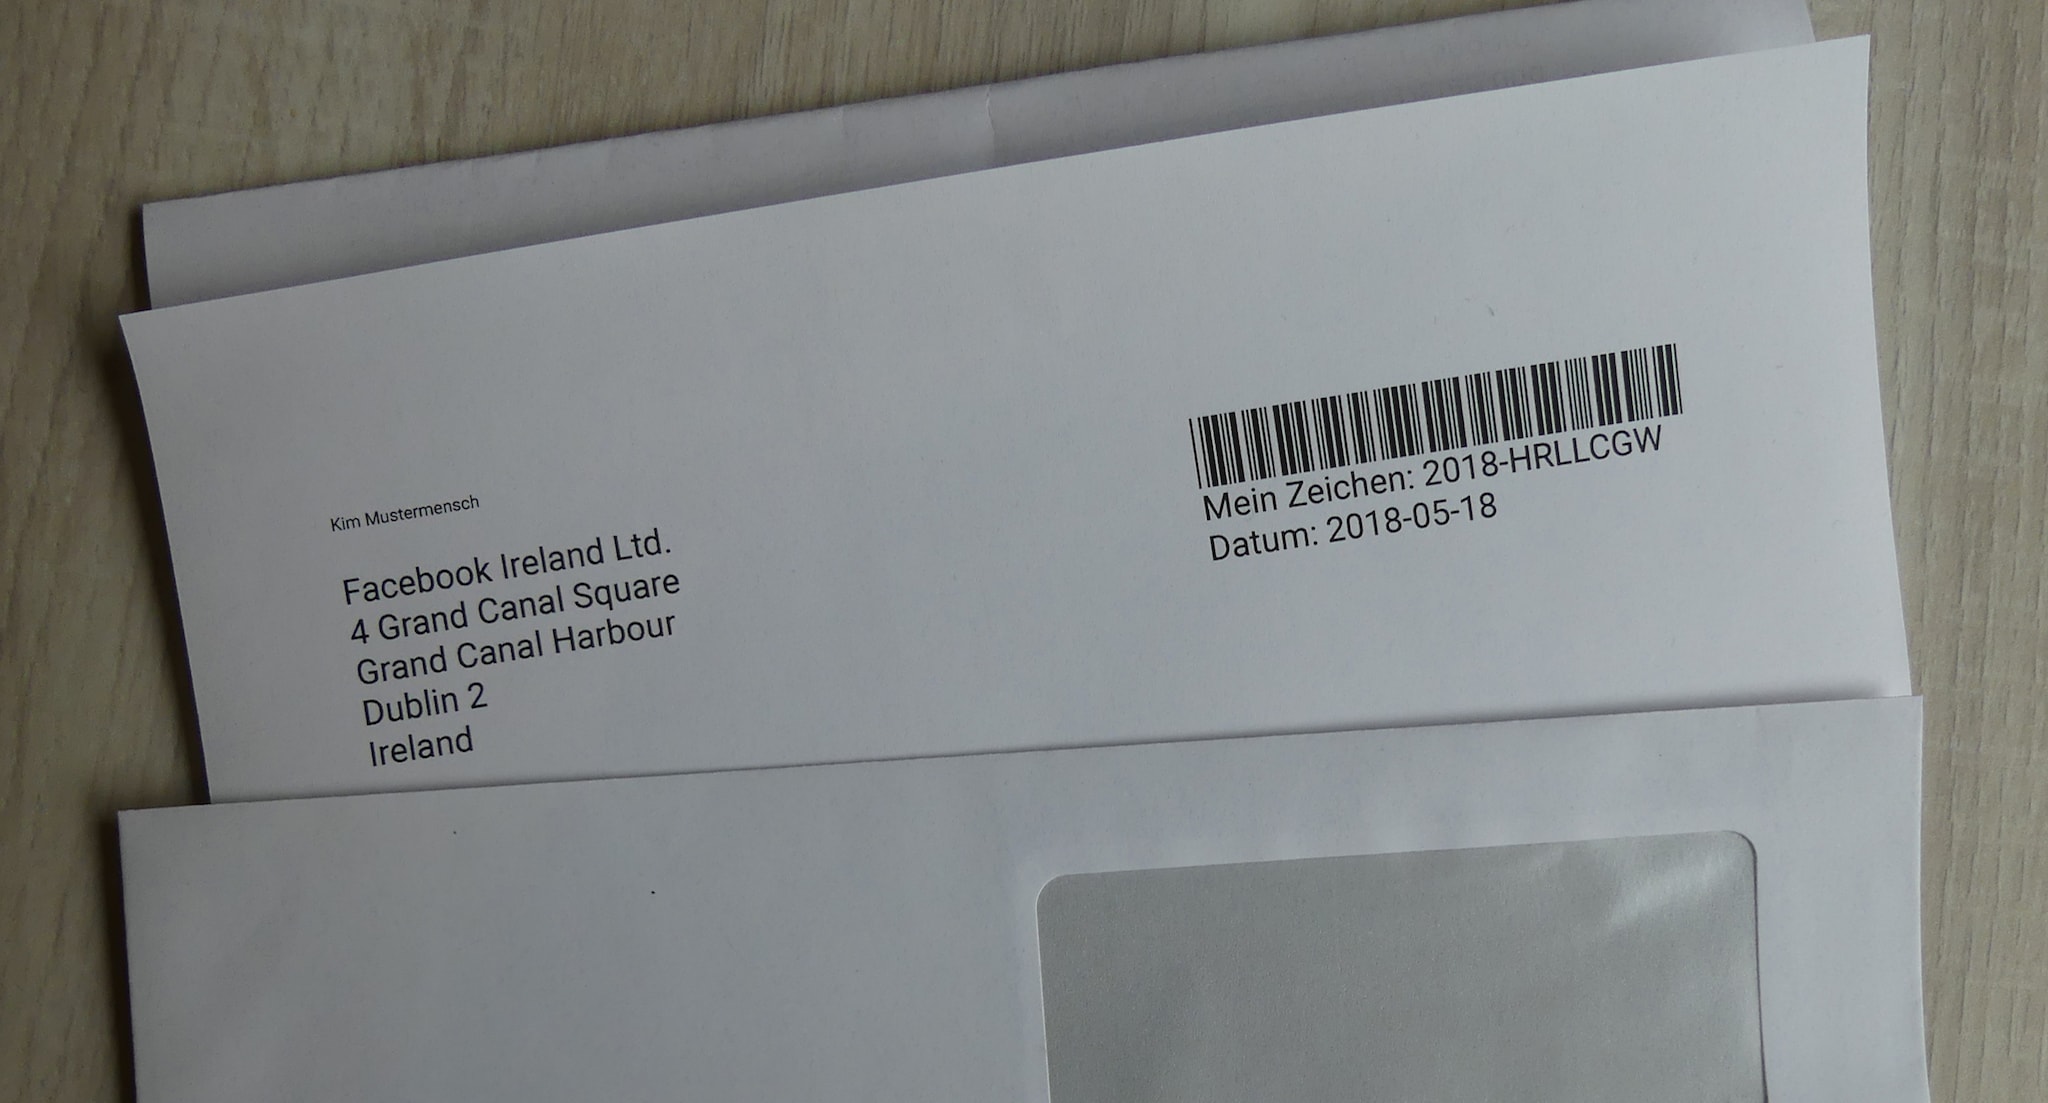 Kim Mustermensch
Facebook Ireland Ltd.
4 Grand Canal Square
Grand Canal Harbour
Dublin 2
Ireland
Mein Zeichen: 2018-HRLLCGW
Datum: 2018-05-18